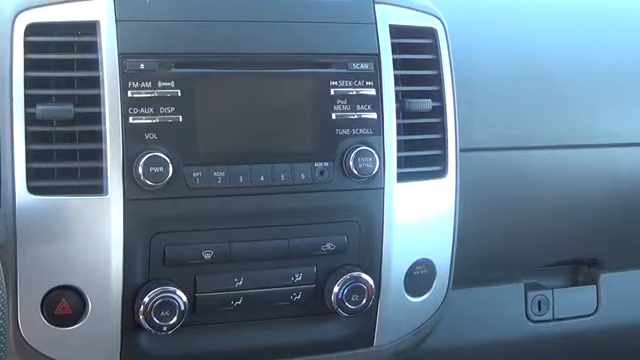 SCAN
FM-AM
SEEK-CAT
CD-AUX DISP
iPod
MENU BACK
VOL
TUNE-SCROLL
PWR
ENTER
SETTING
AUX IN
RPT RDM
1 2 3 4 5 6
A/C